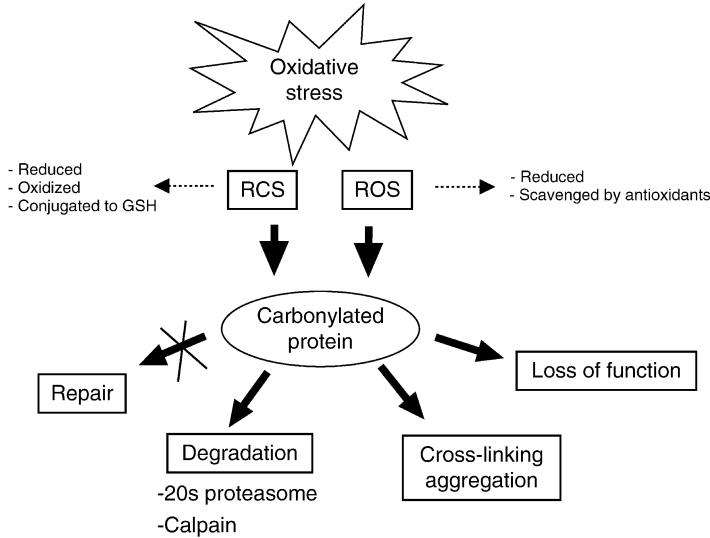 Oxidative
stress
- Reduced
- Oxidized
- Conjugated to GSH
RCS
ROS
- Reduced
- Scavenged by antioxidants
Carbonylated
protein
Repair
Loss of function
Degradation
-20s proteasome
-Calpain
Cross-linking
aggregation